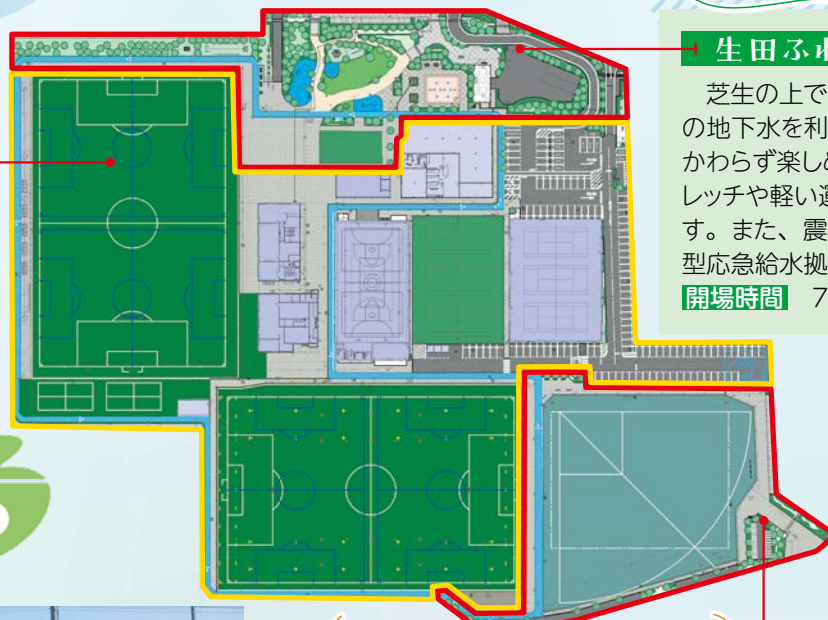 生田ふれ
芝生の上で
の地下水を利
かわらず楽し
レッチや軽い運
す。また、震
型応急給水拠
開場時間 7